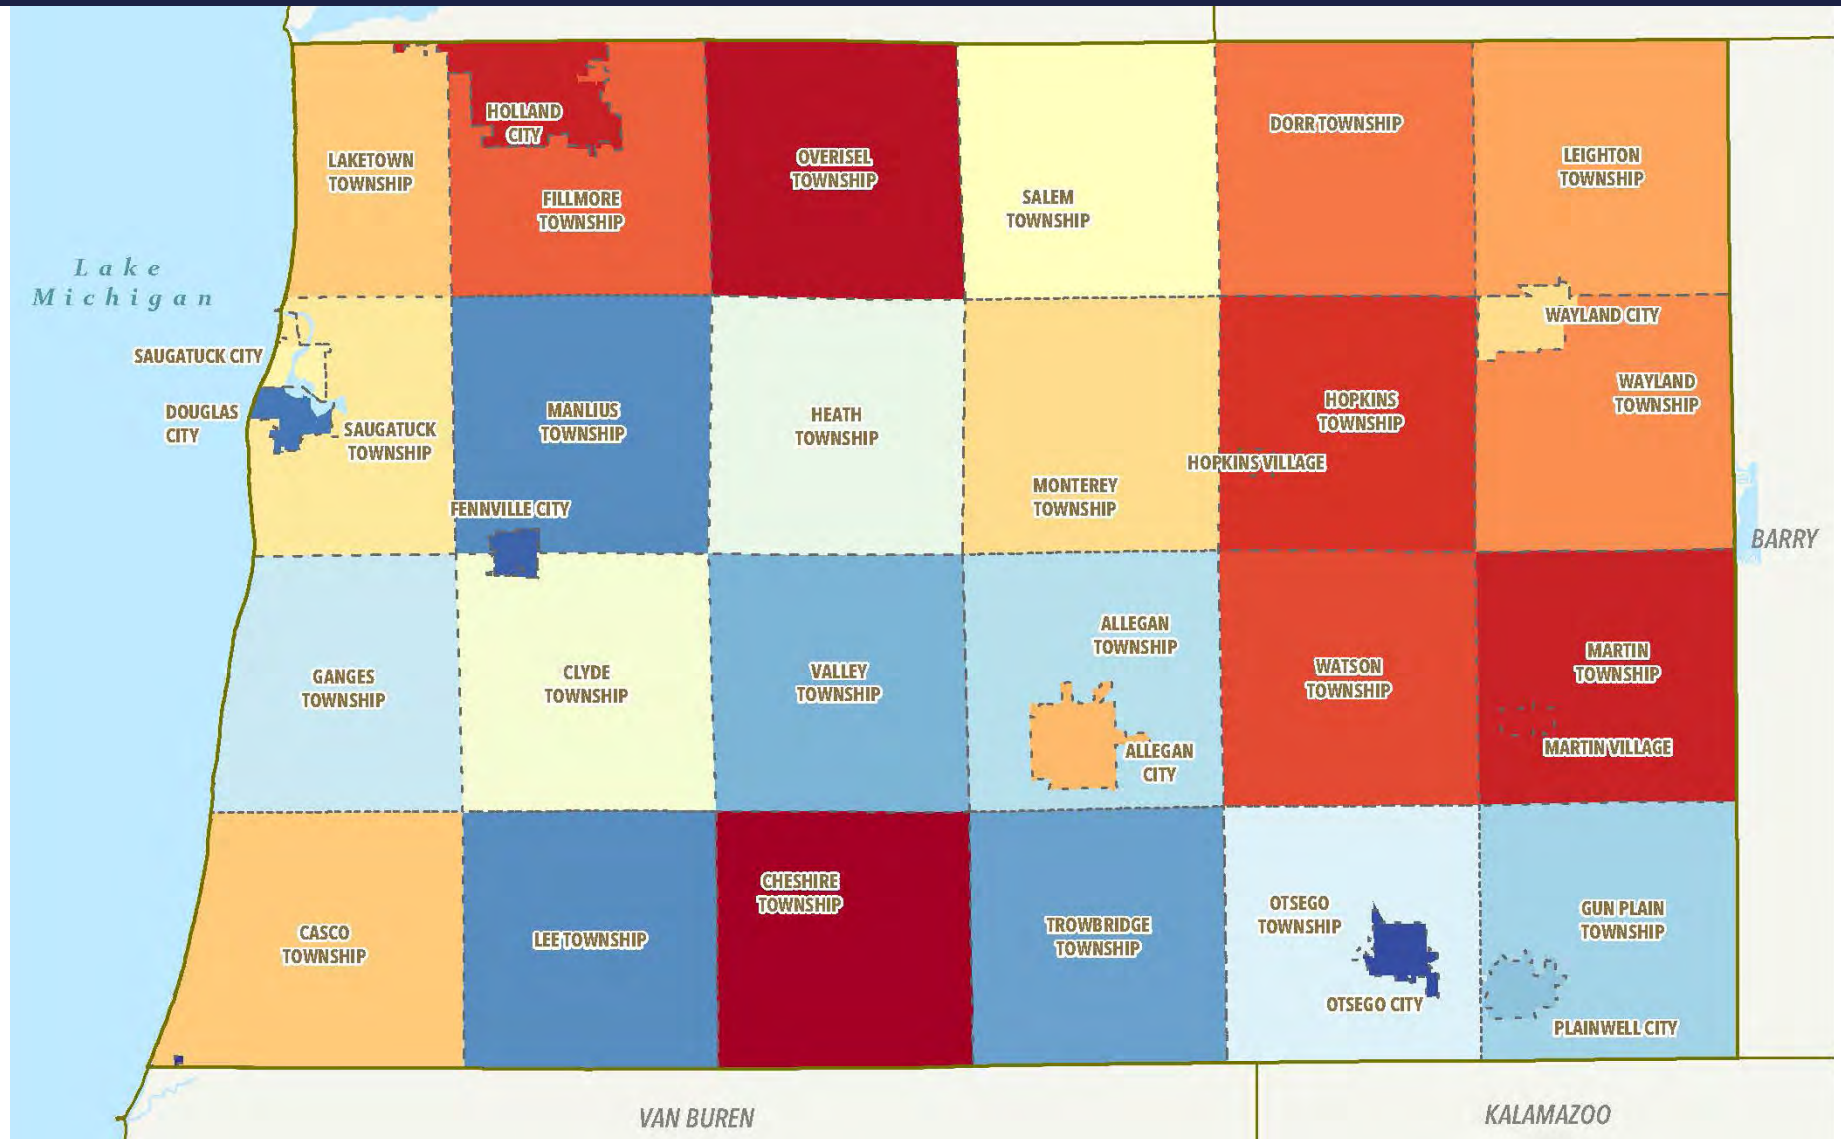 HOLLAND
CITY
DORR TOWNSHIP
LAKETOWN
TOWNSHIP
OVERISEL
TOWNSHIP
LEIGHTON
TOWNSHIP
FILLMORE
TOWNSHIP
SALEM
TOWNSHIP
Lake
Michigan
WAYLAND CITY
SAUGATUCK CITY
DOUGLAS
CITY
SAUGATUCK
TOWNSHIP
MANLIUS
TOWNSHIP
HEATH
TOWNSHIP
HOPKINS
TOWNSHIP
WAYLAND
TOWNSHIP
HOPKINS VILLAGE
MONTEREY
TOWNSHIP
FENNVILLE CITY
BARRY
ALLEGAN
TOWNSHIP
GANGES
TOWNSHIP
CLYDE
TOWNSHIP
VALLEY
TOWNSHIP
WATSON
TOWNSHIP
MARTIN
TOWNSHIP
MARTIN VILLAGE
ALLEGAN
CITY
CHESHIRE
TOWNSHIP
CASCO
TOWNSHIP
LEE TOWNSHIP
TROWBRIDGE
TOWNSHIP
OTSEGO
TOWNSHIP
GUN PLAIN
TOWNSHIP
OTSEGO CITY
PLAINWELL CITY
VAN BUREN
KALAMAZOO